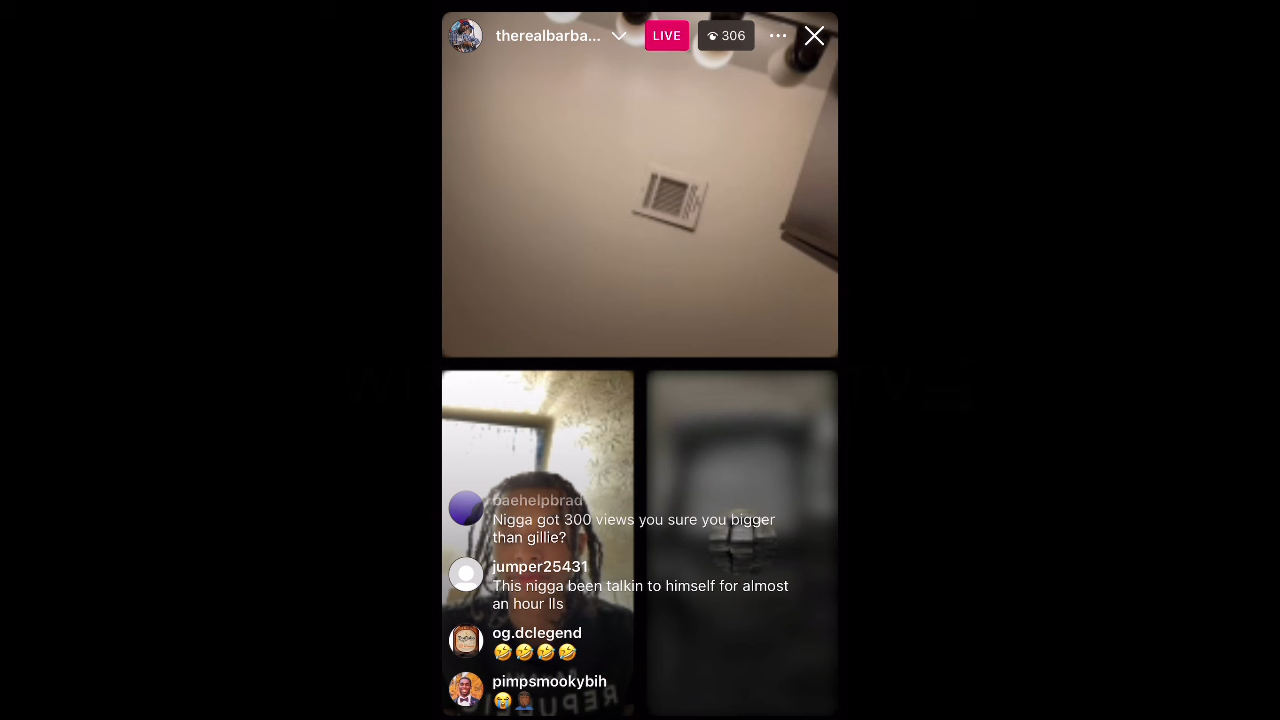 therealbarba...
LIVE
306
baehelpbrad
Nigga got 300 views you sure you bigger
than gillie?
jumper25431
This nigga been talkin to himself for almost
an hour lls
og.dclegend
🤣🤣🤣🤣
pimpsmookybih
😭🤦🏾‍♂️